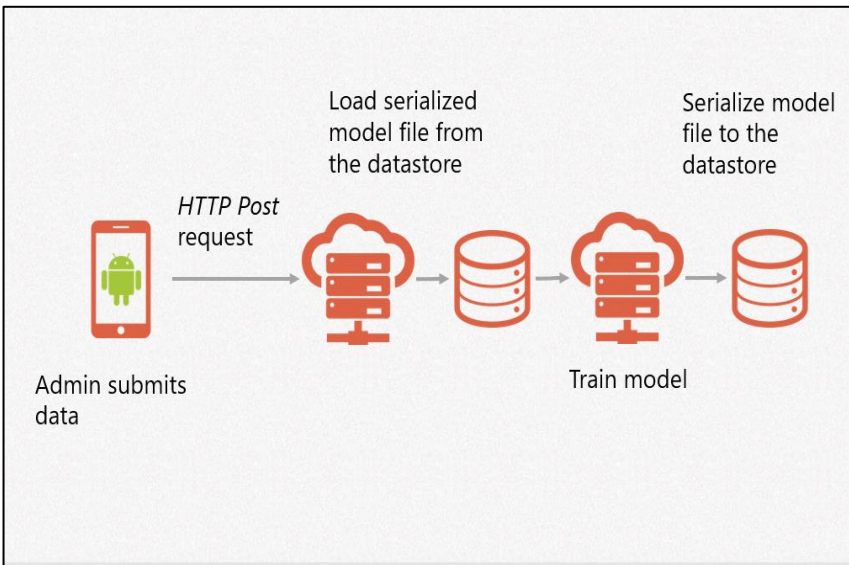 Load serialized
model file from
the datastore
Serialize model
file to the
datastore
HTTP Post
request
Admin submits
data
Train model